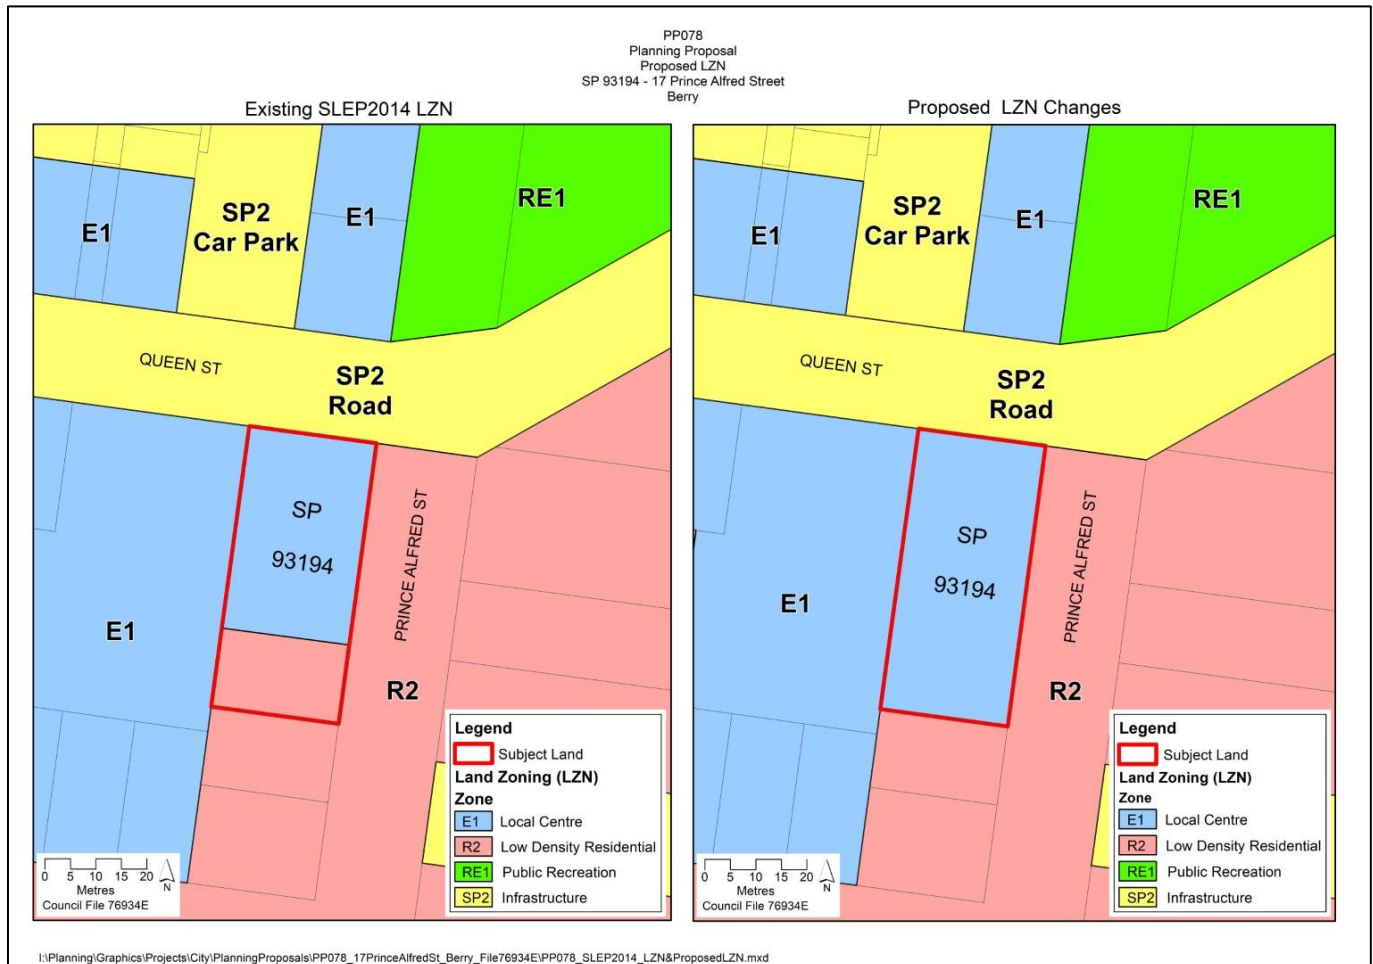 PP078
Planning Proposal
Proposed LZN
SP 93194 - 17 Prince Alfred Street
Berry
Existing SLEP2014 LZN
E1
SP2
Car Park
E1
RE1
QUEEN ST
SP2
Road
SP
93194
PRINCE ALFRED ST
E1
R2
Legend
Subject Land
Land Zoning (LZN)
Zone
E1 Local Centre
R2 Low Density Residential
RE1 Public Recreation
SP2 Infrastructure
0 5 10 15 20
Metres
N
Council File 76934E
Proposed LZN Changes
E1
SP2
Car Park
E1
RE1
QUEEN ST
SP2
Road
SP
93194
PRINCE ALFRED ST
E1
R2
Legend
Subject Land
Land Zoning (LZN)
Zone
E1 Local Centre
R2 Low Density Residential
RE1 Public Recreation
SP2 Infrastructure
0 5 10 15 20
Metres
N
Council File 76934E
I:\Planning\Graphics\Projects\City\PlanningProposals\PP078_17PrinceAlfredSt_Berry_File76934E\PP078_SLEP2014_LZN&ProposedLZN.mxd